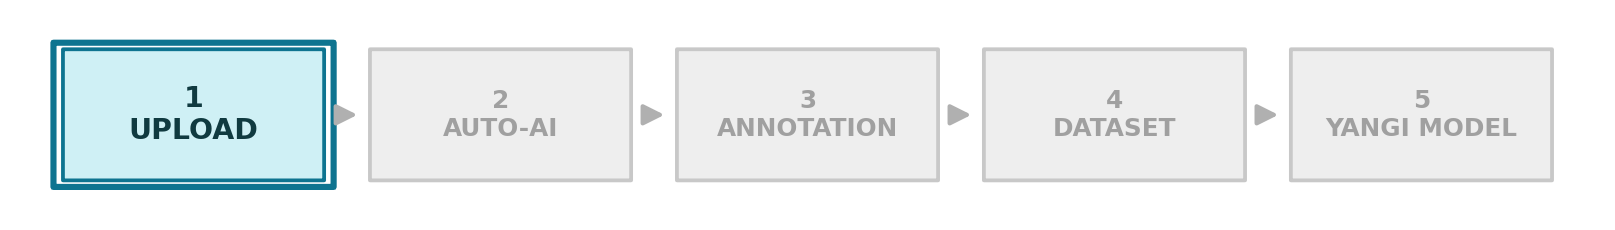 1
UPLOAD
2
AUTO-AI
3
ANNOTATION
4
DATASET
5
YANGI MODEL